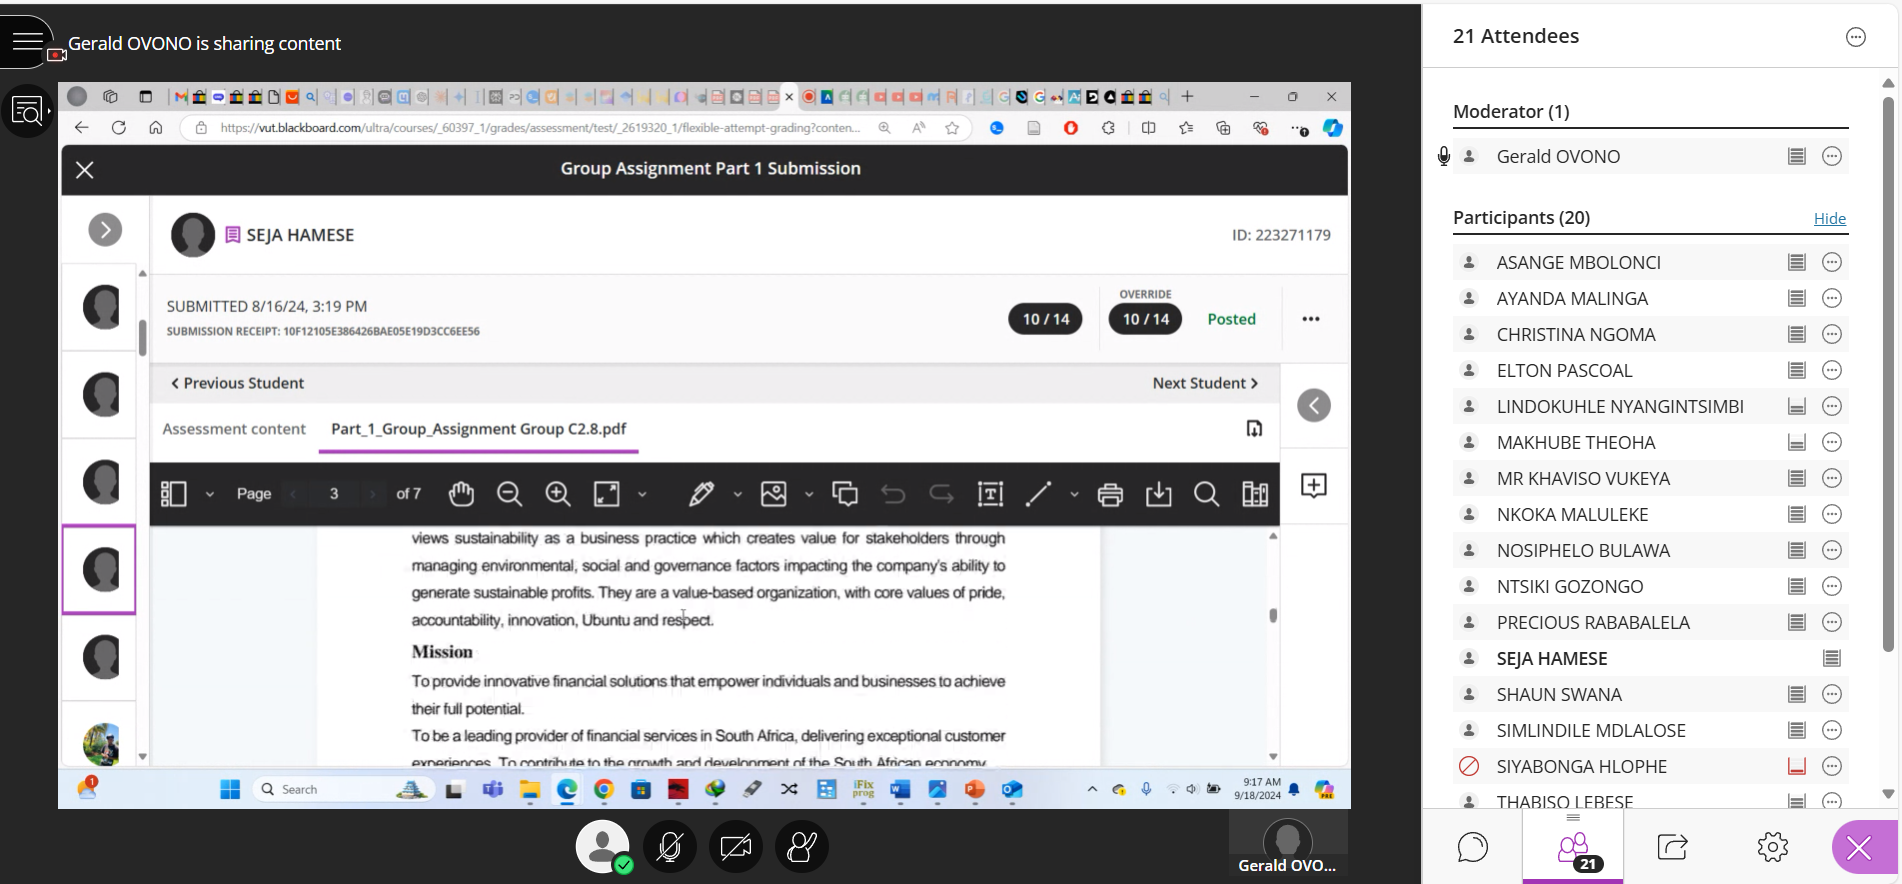 Gerald OVONO is sharing content
https://vut.blackboard.com/ultra/courses/_60397_1/grades/assessment/test/_2619320_1/flexible-attempt-grading?conten...
Group Assignment Part 1 Submission
SEJA HAMESE
ID: 223271179
SUBMITTED 8/16/24, 3:19 PM
SUBMISSION RECEIPT: 10F12105E386426BAE05E19D3CC6EE56
10 / 14
OVERRIDE
10 / 14
Posted
Previous Student
Next Student
Assessment content
Part_1_Group_Assignment Group C2.8.pdf
Page 3 of 7
views sustainability as a business practice which creates value for stakeholders through
managing environmental, social and governance factors impacting the company's ability to
generate sustainable profits. They are a value-based organization, with core values of pride,
accountability, innovation, Ubuntu and respect.
Mission
To provide innovative financial solutions that empower individuals and businesses to achieve
their full potential.
To be a leading provider of financial services in South Africa, delivering exceptional customer
experiences. To contribute to the growth and development of the South African economy
1
Search
iFix
prog
9:17 AM
9/18/2024
PRE
Gerald OVO...
21 Attendees
Moderator (1)
Gerald OVONO
Participants (20)
Hide
ASANGE MBOLONCI
AYANDA MALINGA
CHRISTINA NGOMA
ELTON PASCOAL
LINDOKUHLE NYANGINTSIMBI
MAKHUBE THEOHA
MR KHAVISO VUKEYA
NKOKA MALULEKE
NOSIPHELO BULAWA
NTSIKI GOZONGO
PRECIOUS RABABALELA
SEJA HAMESE
SHAUN SWANA
SIMLINDILE MDLALOSE
SIYABONGA HLOPHE
THABISO LEBESE
21